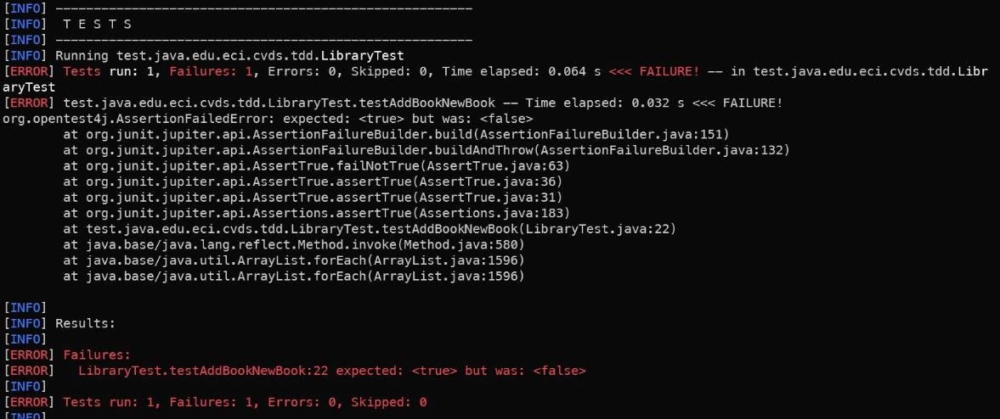 [INFO] -------------------------------------------------------
[INFO]  T E S T S
[INFO] -------------------------------------------------------
[INFO] Running test.java.edu.eci.cvds.tdd.LibraryTest
[ERROR] Tests run: 1, Failures: 1, Errors: 0, Skipped: 0, Time elapsed: 0.064 s <<< FAILURE! -- in test.java.edu.eci.cvds.tdd.Libr
aryTest
[ERROR] test.java.edu.eci.cvds.tdd.LibraryTest.testAddBookNewBook -- Time elapsed: 0.032 s <<< FAILURE!
org.opentest4j.AssertionFailedError: expected: <true> but was: <false>
        at org.junit.jupiter.api.AssertionFailureBuilder.build(AssertionFailureBuilder.java:151)
        at org.junit.jupiter.api.AssertionFailureBuilder.buildAndThrow(AssertionFailureBuilder.java:132)
        at org.junit.jupiter.api.AssertTrue.failNotTrue(AssertTrue.java:63)
        at org.junit.jupiter.api.AssertTrue.assertTrue(AssertTrue.java:36)
        at org.junit.jupiter.api.AssertTrue.assertTrue(AssertTrue.java:31)
        at org.junit.jupiter.api.Assertions.assertTrue(Assertions.java:183)
        at test.java.edu.eci.cvds.tdd.LibraryTest.testAddBookNewBook(LibraryTest.java:22)
        at java.base/java.lang.reflect.Method.invoke(Method.java:580)
        at java.base/java.util.ArrayList.forEach(ArrayList.java:1596)
        at java.base/java.util.ArrayList.forEach(ArrayList.java:1596)

[INFO]
[INFO] Results:
[INFO]
[ERROR] Failures:
[ERROR]   LibraryTest.testAddBookNewBook:22 expected: <true> but was: <false>
[INFO]
[ERROR] Tests run: 1, Failures: 1, Errors: 0, Skipped: 0
[INFO]